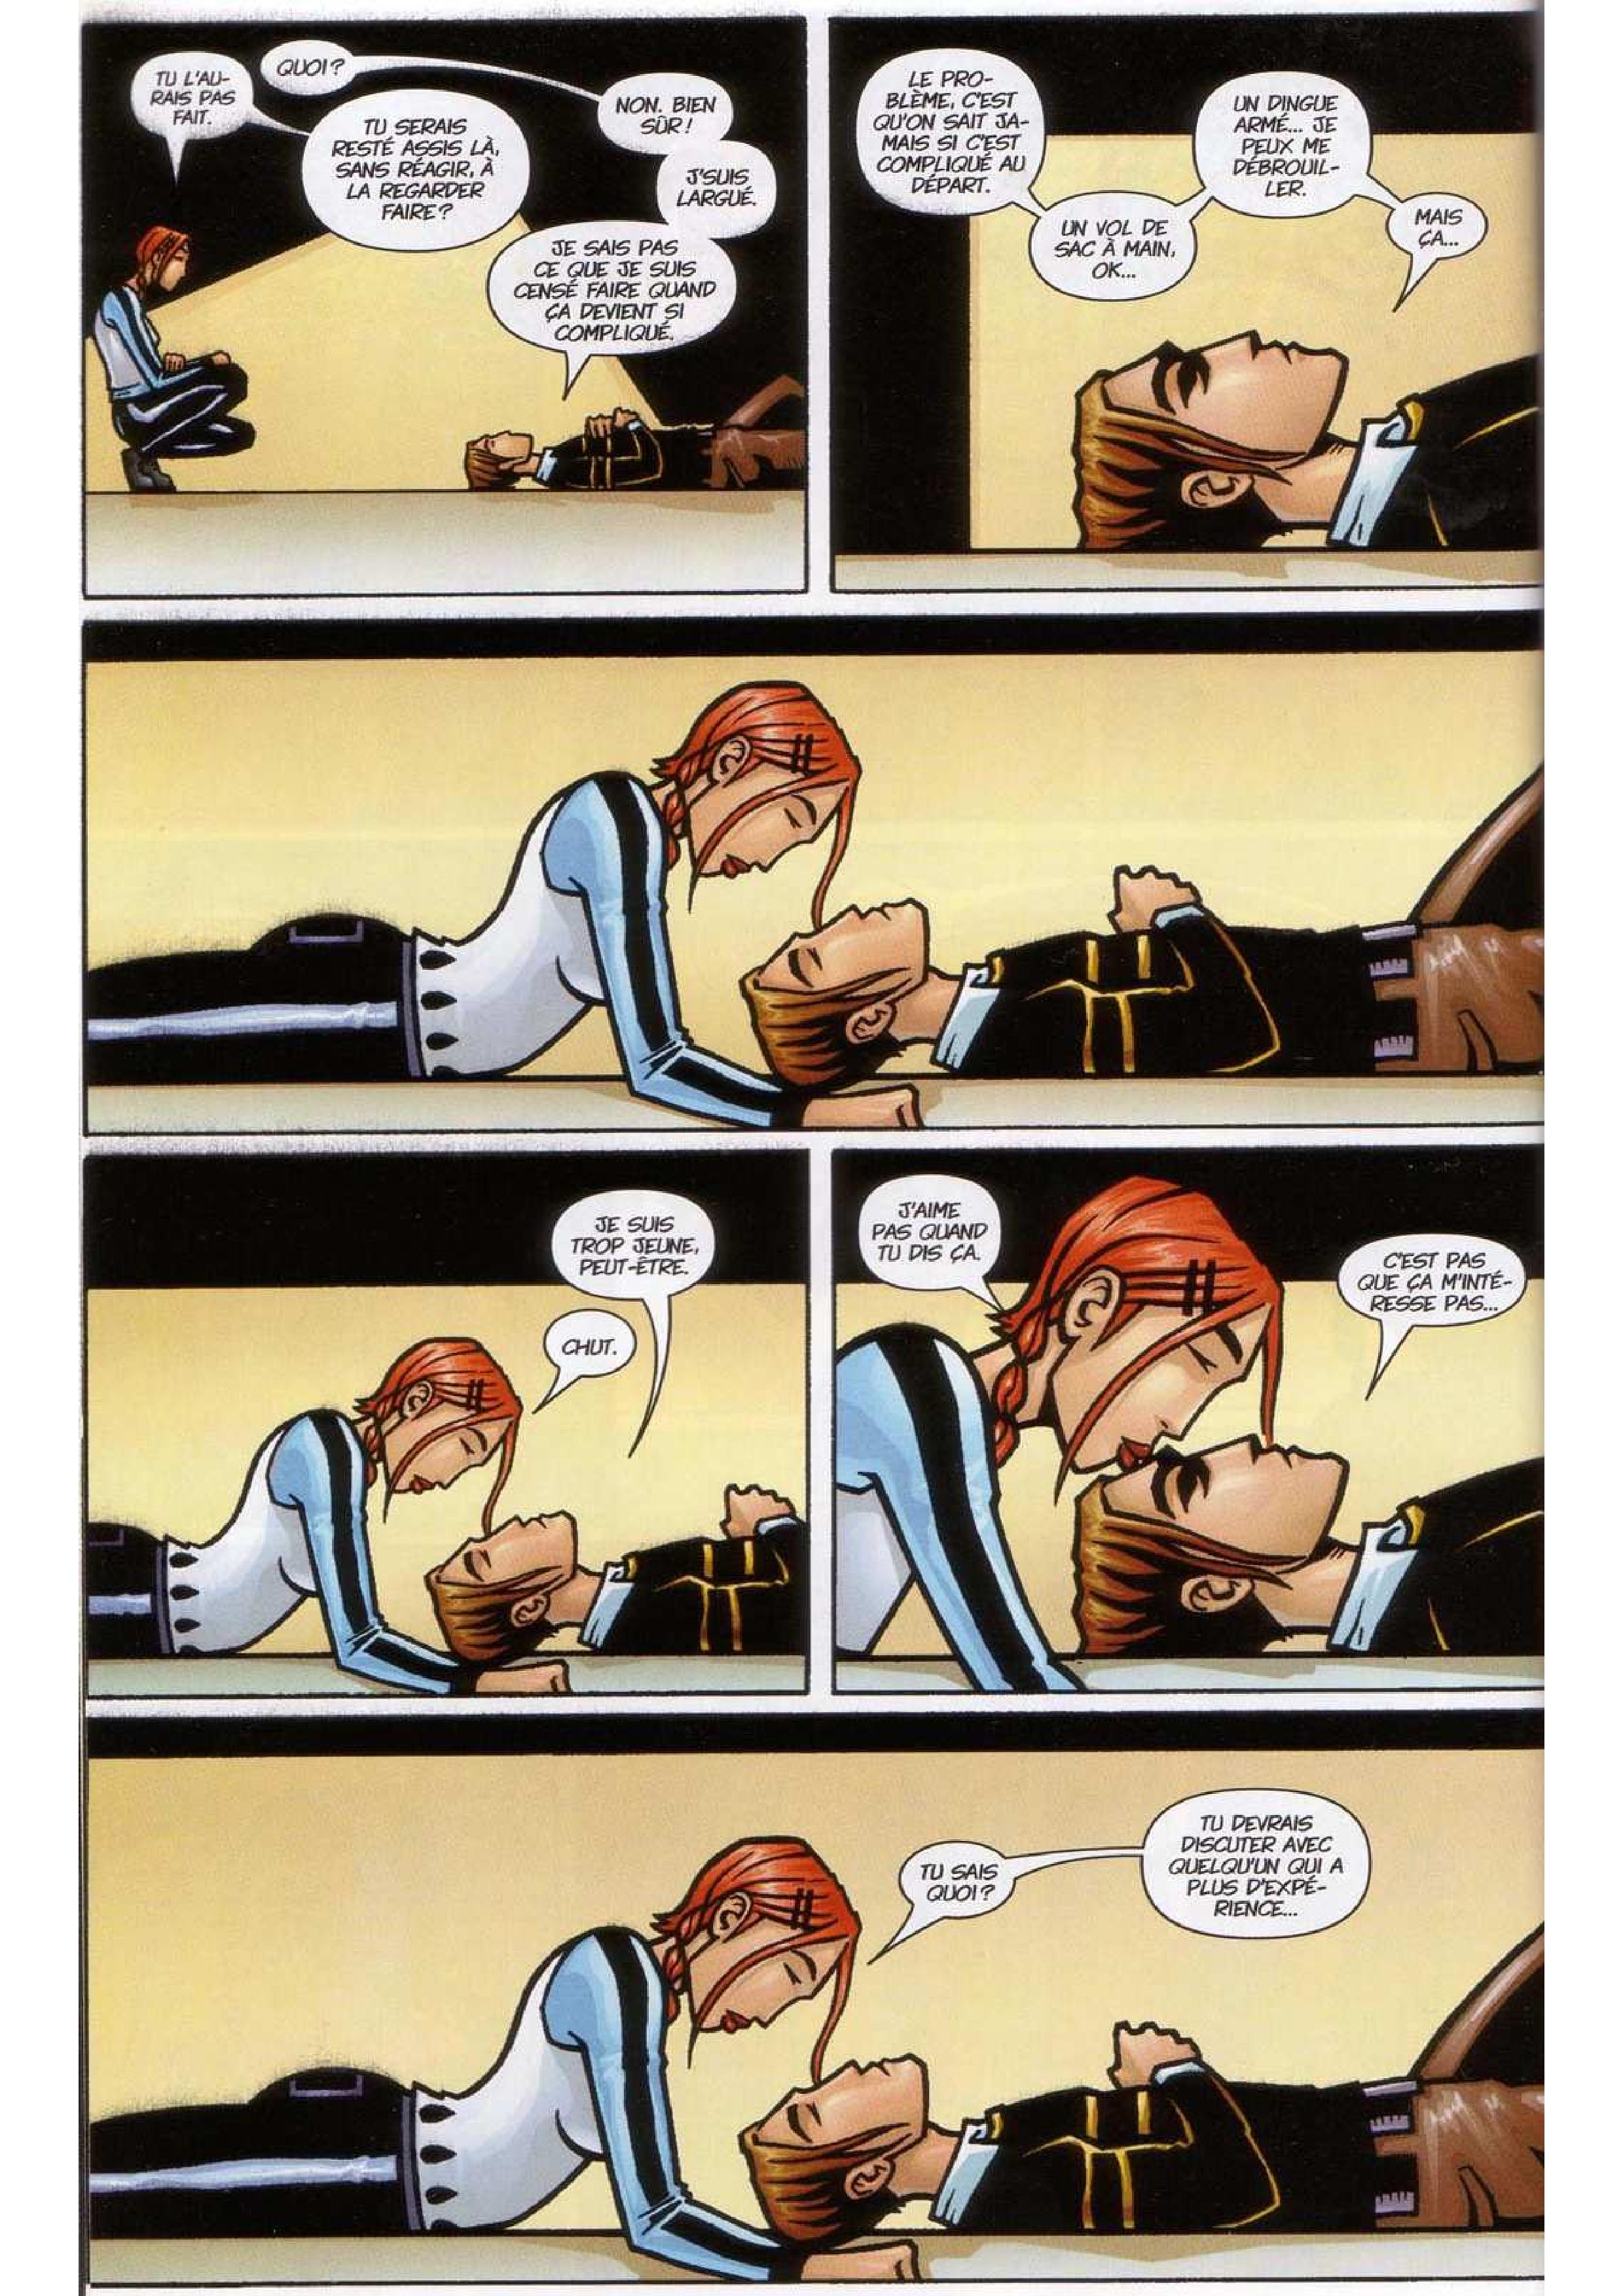 TU L'AU-
RAIS PAS
FAIT.
TU SERAIS
RESTÉ ASSIS LÀ,
SANS RÉAGIR, À
LA REGARDER
FAIRE?
QUOI?
NON. BIEN
SÛR!
J'SUIS
LARGUÉ.
JE SAIS PAS
CE QUE JE SUIS
CENSÉ FAIRE QUAND
ÇA DEVIENT SI
COMPLIQUÉ.
LE PRO-
BLÈME, C'EST
QU'ON SAIT JA-
MAIS SI C'EST
COMPLIQUÉ AU
DÉPART.
UN VOL DE
SAC À MAIN,
OK...
UN DINGUE
ARMÉ... JE
PEUX ME
DÉBROUIL-
LER.
MAIS
ÇA...
JE SUIS
TROP JEUNE,
PEUT-ÊTRE.
CHUT.
J'AIME
PAS QUAND
TU DIS ÇA.
C'EST PAS
QUE ÇA M'INTÉ-
RESSE PAS...
TU SAIS
QUOI?
TU DEVRAIS
DISCUTER AVEC
QUELQU'UN QUI A
PLUS D'EXPÉ-
RIENCE...